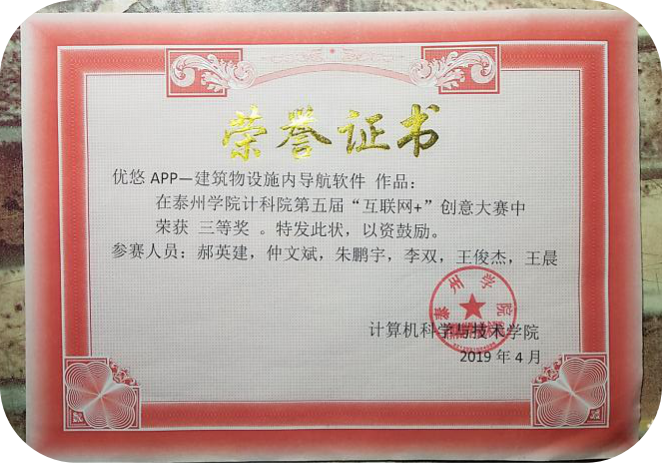 荣誉证书
优悠 APP—建筑物设施内导航软件 作品：
在泰州学院计科院第五届“互联网+”创意大赛中
荣获 三等奖 。特发此状，以资鼓励。
参赛人员：郝英建，仲文斌，朱鹏宇，李双，王俊杰，王晨
泰州学院
计算机科学与技术学院
2019 年 4 月